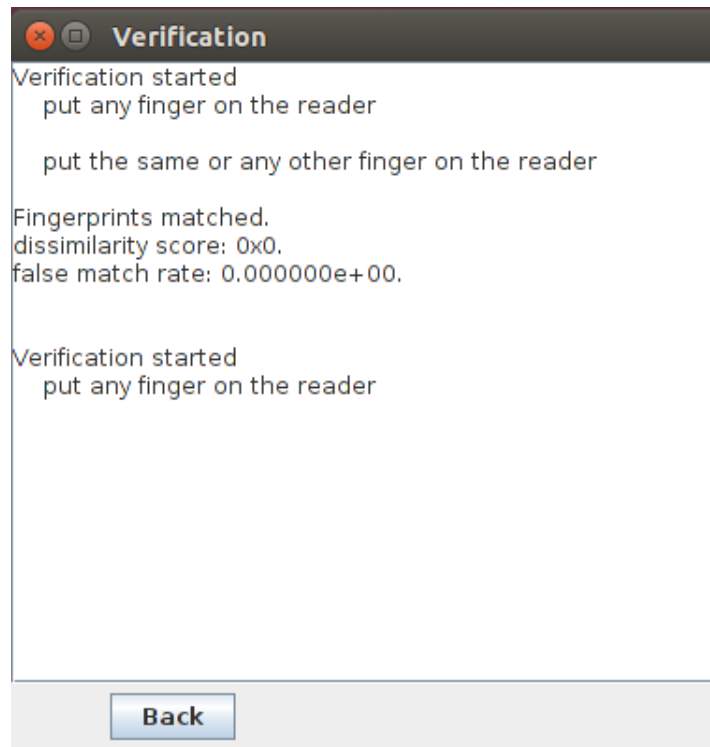 Verification
Verification started
put any finger on the reader
put the same or any other finger on the reader
Fingerprints matched.
dissimilarity score: 0x0.
false match rate: 0.000000e+00.
Verification started
put any finger on the reader
Back